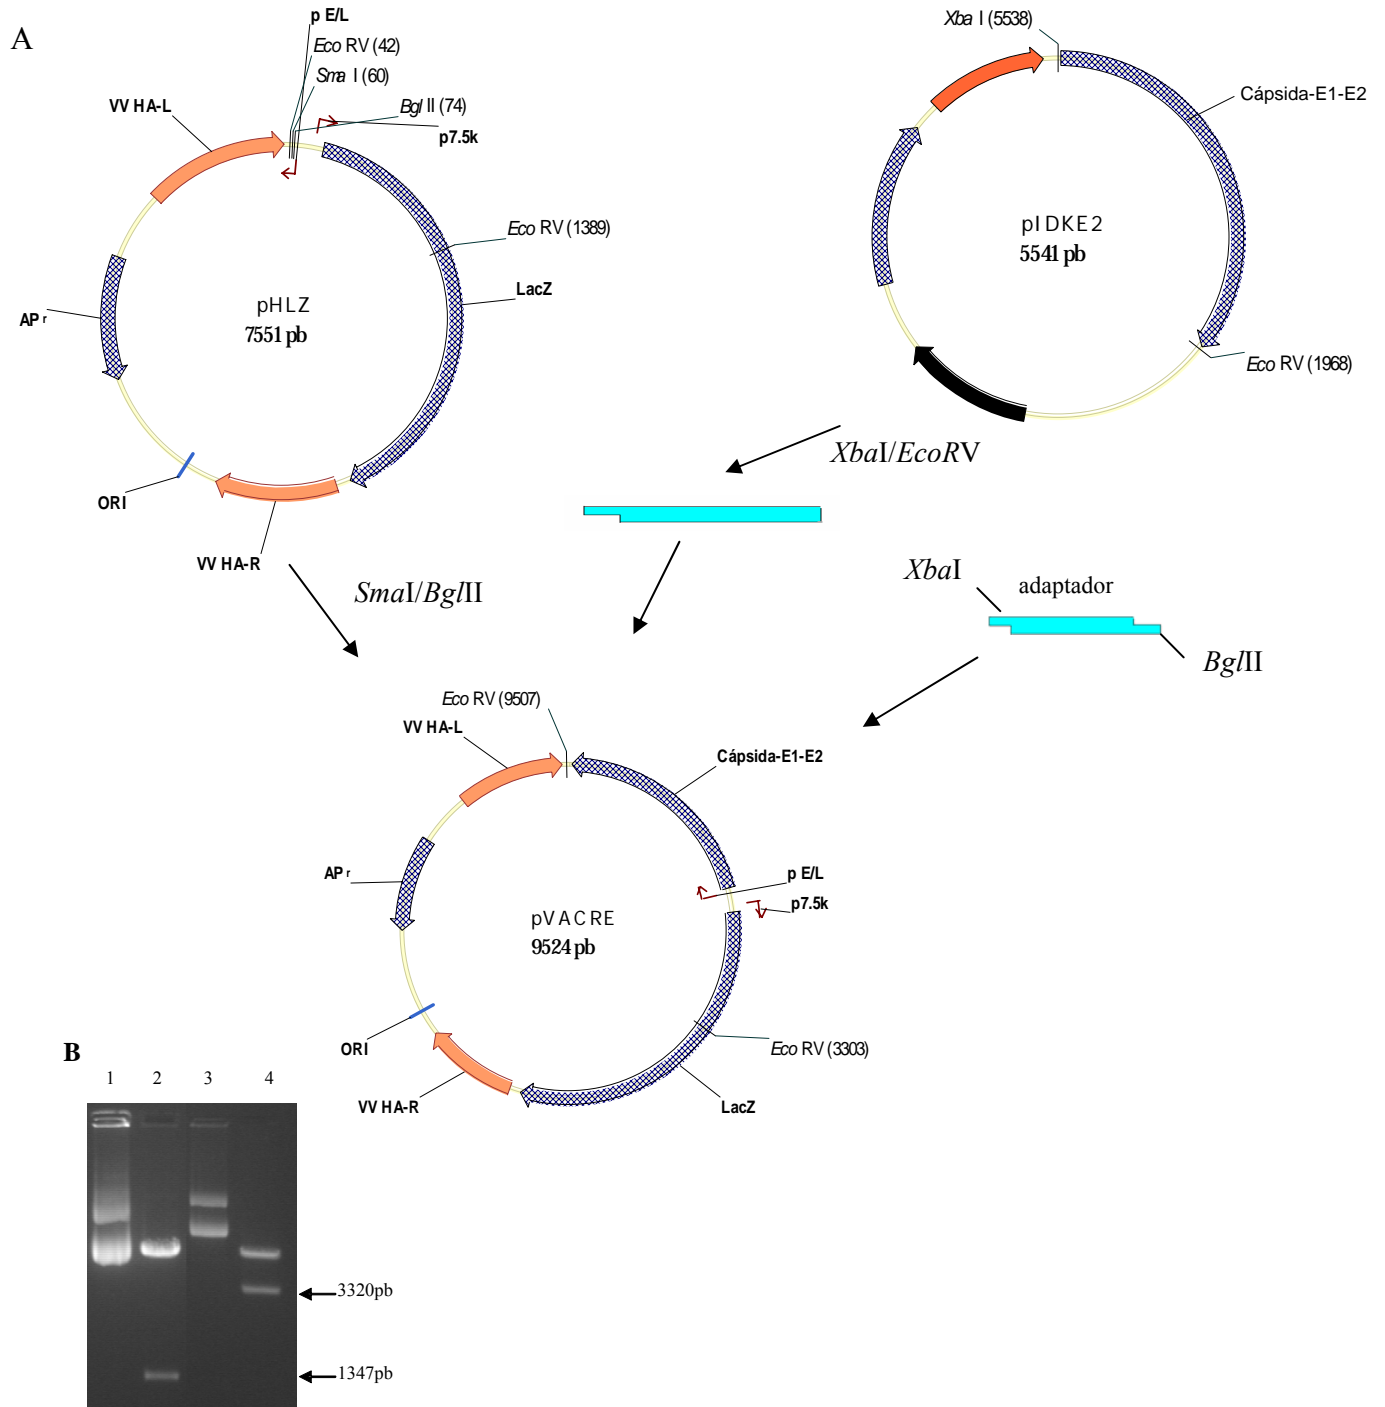 A
p E/L
Eco RV (42)
Sma I (60)
Bgl II (74)
p7.5k
VV HA-L
Eco RV (1389)
LacZ
pHLZ
7551 pb
APr
ORI
VV HA-R
Xba I (5538)
Cápsida-E1-E2
pIDKE2
5541 pb
Eco RV (1968)
XbaI/EcoRV
SmaI/BglII
XbaI
adaptador
BglII
Eco RV (9507)
VV HA-L
Cápsida-E1-E2
p E/L
p7.5k
APr
pVACRE
9524 pb
ORI
Eco RV (3303)
VV HA-R
LacZ
B
1 2 3 4
3320pb
1347pb